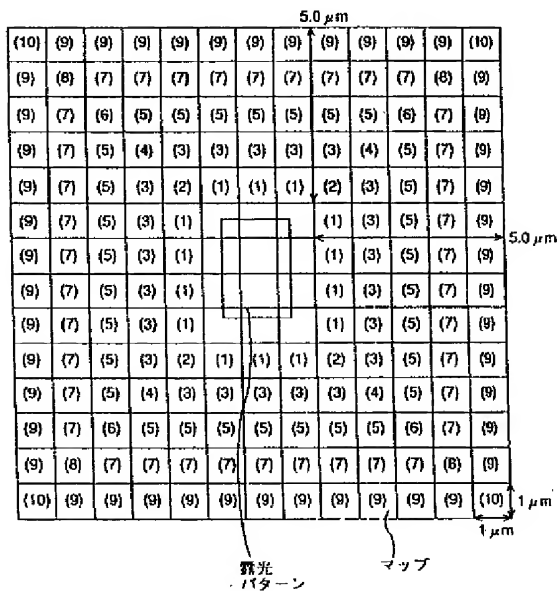 5.0 μm
(10) (9) (9) (9) (9) (9) (9) (9) (9) (9) (9) (9) (10)
(9) (8) (7) (7) (7) (7) (7) (7) (7) (7) (7) (8) (9)
(9) (7) (6) (5) (5) (5) (5) (5) (5) (5) (6) (7) (9)
(9) (7) (5) (4) (3) (3) (3) (3) (3) (4) (5) (7) (9)
(9) (7) (5) (3) (2) (1) (1) (1) (2) (3) (5) (7) (9)
(9) (7) (5) (3) (1) (1) (3) (5) (7) (9)
5.0 μm
(9) (7) (5) (3) (1) (1) (3) (5) (7) (9)
(9) (7) (5) (3) (1) (1) (3) (5) (7) (9)
(9) (7) (5) (3) (1) (1) (3) (5) (7) (9)
(9) (7) (5) (3) (2) (1) (1) (1) (2) (3) (5) (7) (9)
(9) (7) (5) (4) (3) (3) (3) (3) (3) (4) (5) (7) (9)
(9) (7) (6) (5) (5) (5) (5) (5) (5) (5) (6) (7) (9)
(9) (8) (7) (7) (7) (7) (7) (7) (7) (7) (7) (8) (9)
(10) (9) (9) (9) (9) (9) (9) (9) (9) (9) (9) (9) (10)
1 μm
1 μm
露光
パターン
マップ